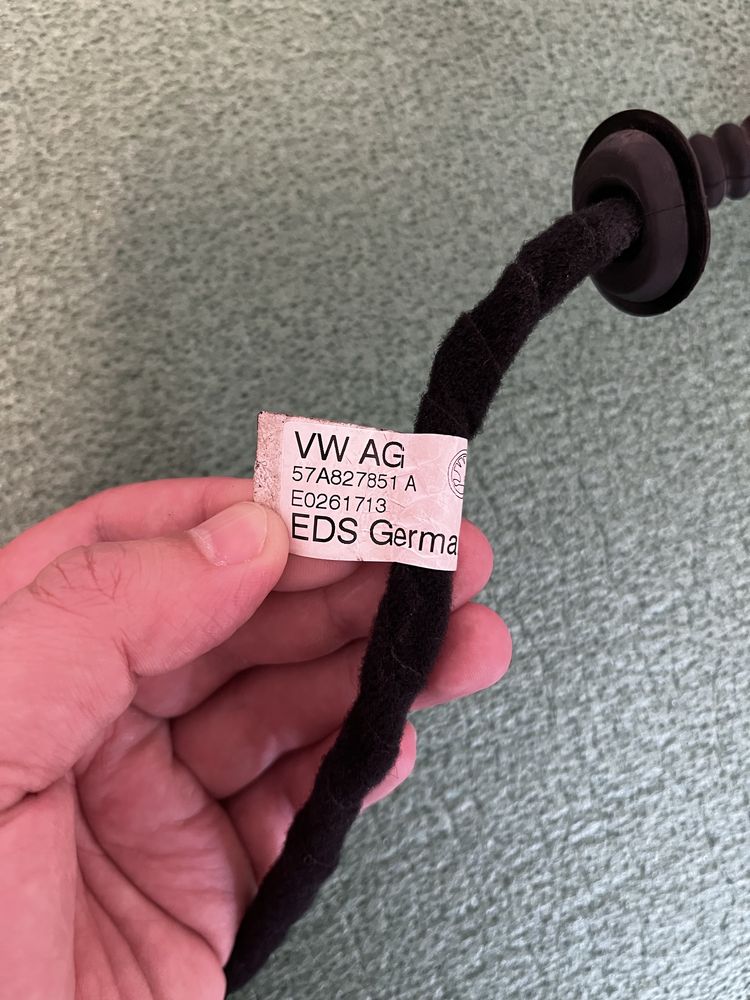 VW AG
57A827851 A
E0261713
EDS Germa